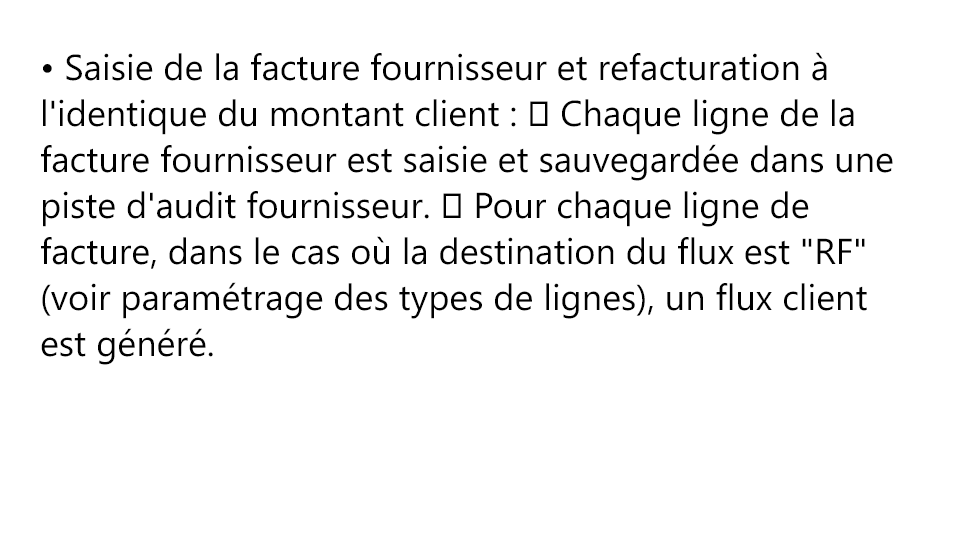 • Saisie de la facture fournisseur et refacturation à
l'identique du montant client :  Chaque ligne de la
facture fournisseur est saisie et sauvegardée dans une
piste d'audit fournisseur.  Pour chaque ligne de
facture, dans le cas où la destination du flux est "RF"
(voir paramétrage des types de lignes), un flux client
est généré.